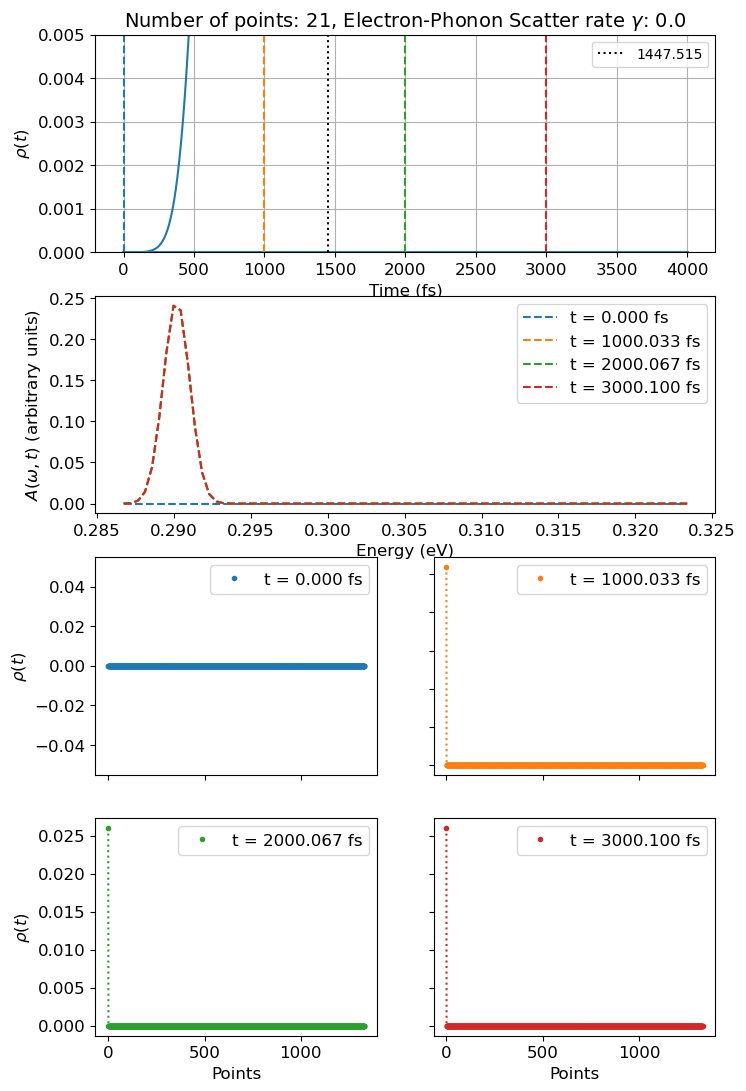 Number of points: 21, Electron-Phonon Scatter rate γ: 0.0
0.005
0.004
0.003
0.002
0.001
0.000
ρ(t)
1447.515
0 500 1000 1500 2000 2500 3000 3500 4000
Time (fs)
0.25
0.20
0.15
0.10
0.05
0.00
A(ω, t) (arbitrary units)
t = 0.000 fs
t = 1000.033 fs
t = 2000.067 fs
t = 3000.100 fs
0.285 0.290 0.295 0.300 0.305 0.310 0.315 0.320 0.325
Energy (eV)
0.04
0.02
0.00
−0.02
−0.04
ρ(t)
t = 0.000 fs
t = 1000.033 fs
0.025
0.020
0.015
0.010
0.005
0.000
ρ(t)
t = 2000.067 fs
0 500 1000
Points
t = 3000.100 fs
0 500 1000
Points